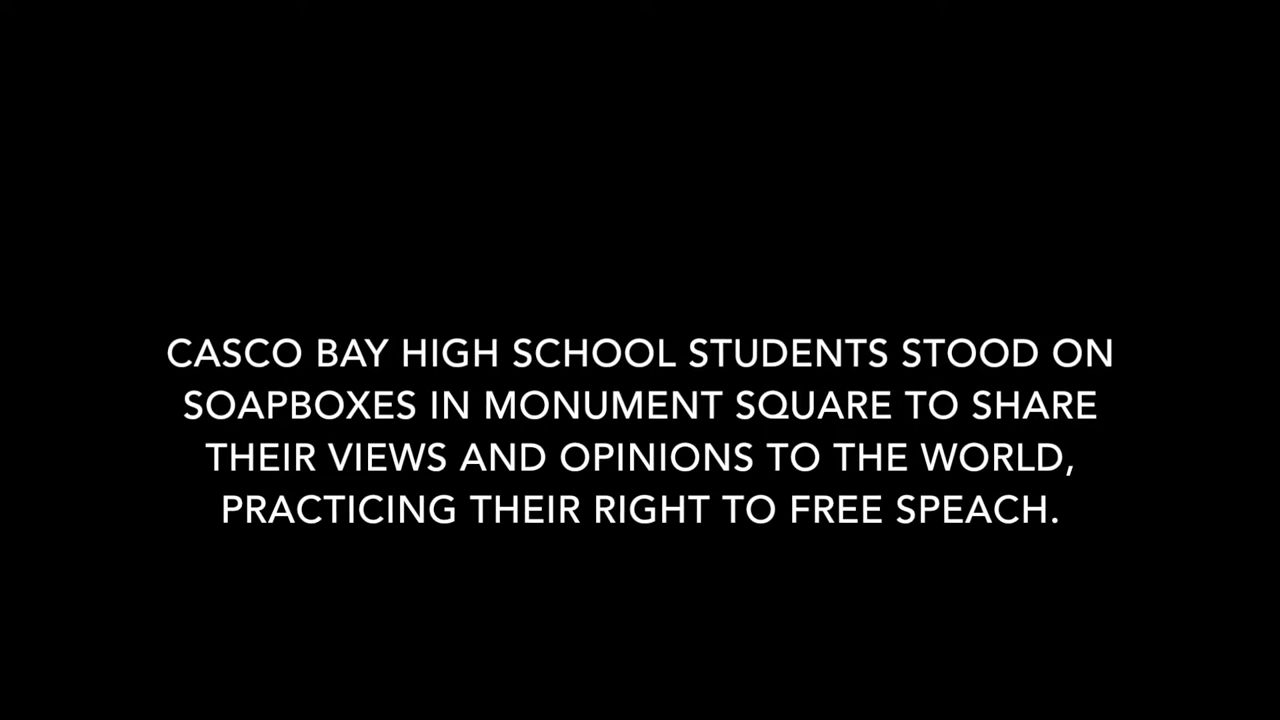 CASCO BAY HIGH SCHOOL STUDENTS STOOD ON
SOAPBOXES IN MONUMENT SQUARE TO SHARE
THEIR VIEWS AND OPINIONS TO THE WORLD,
PRACTICING THEIR RIGHT TO FREE SPEACH.